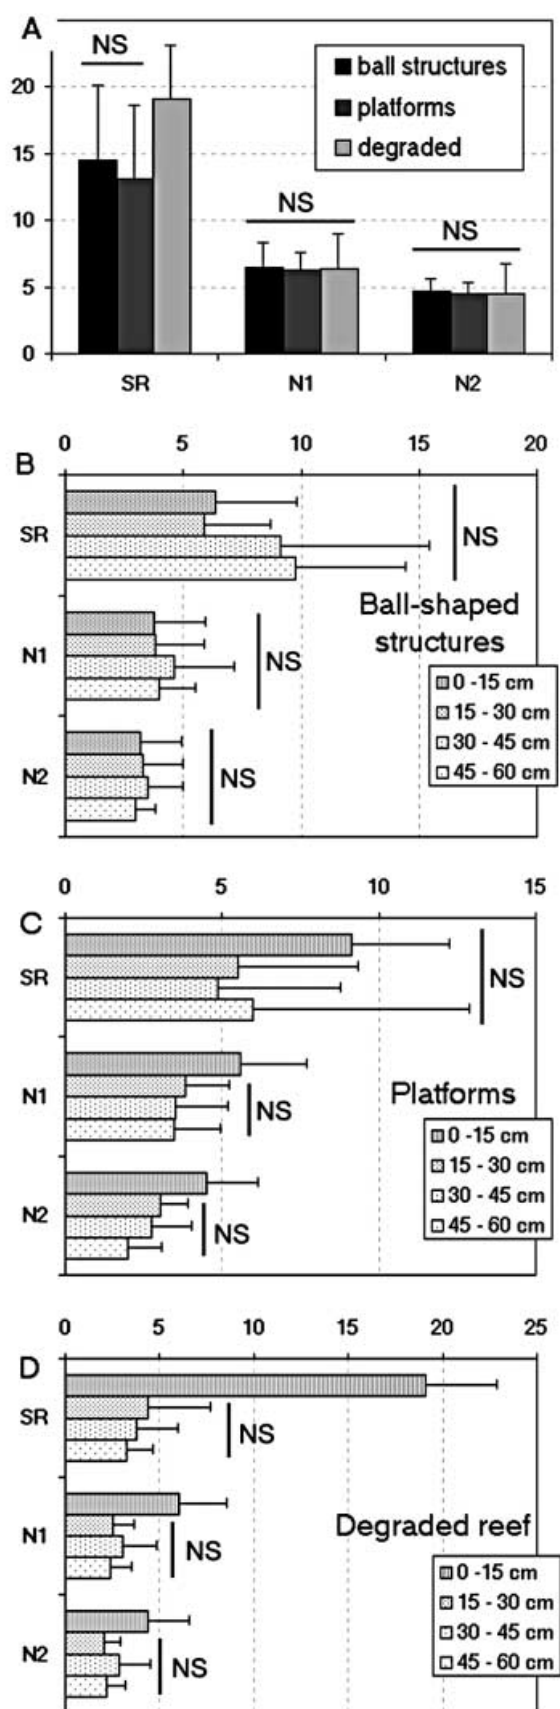 A
NS
ball structures
platforms
degraded
20
15
NS
10
NS
5
0
SR N1 N2
0 5 10 15 20
B
SR
NS
Ball-shaped
structures
N1
NS
0 -15 cm
15 - 30 cm
30 - 45 cm
45 - 60 cm
N2
NS
0 5 10 15
C
SR
NS
N1
NS
Platforms
0 -15 cm
15 - 30 cm
30 - 45 cm
45 - 60 cm
N2
NS
0 5 10 15 20 25
D
SR
NS
N1
NS
Degraded reef
0 -15 cm
15 - 30 cm
30 - 45 cm
45 - 60 cm
N2
NS